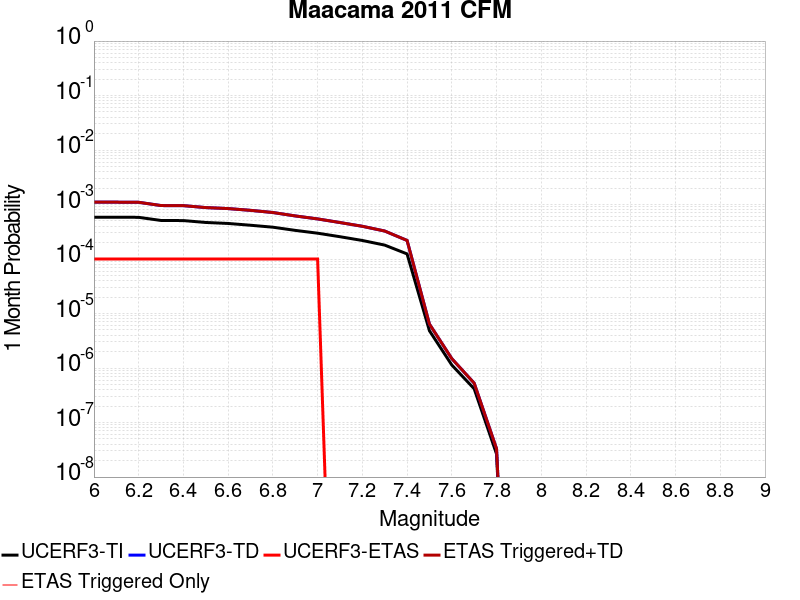 Maacama 2011 CFM
10^0
10^-1
10^-2
10^-3
10^-4
10^-5
10^-6
10^-7
10^-8
1 Month Probability
6 6.2 6.4 6.6 6.8 7 7.2 7.4 7.6 7.8 8 8.2 8.4 8.6 8.8 9
Magnitude
UCERF3-TI UCERF3-TD UCERF3-ETAS ETAS Triggered+TD
ETAS Triggered Only